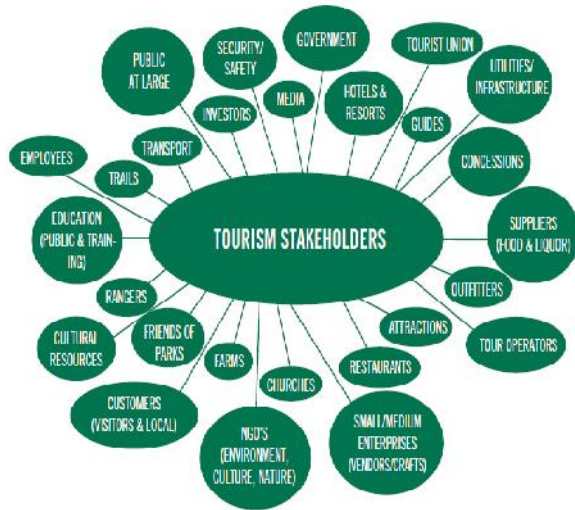 GOVERNMENT
TOURIST UNION
SECURITY/
SAFETY
UTILITIES/
INFRASTRUCTURE
PUBLIC
AT LARGE
MEDIA
HOTELS &
RESORTS
INVESTORS
GUIDES
EMPLOYEES
TRANSPORT
CONCESSIONS
TRAILS
EDUCATION
(PUBLIC & TRAIN-
ING)
TOURISM STAKEHOLDERS
SUPPLIERS
(FOOD & LIQUOR)
RANGERS
OUTFITTERS
CULTURAL
RESOURCES
FRIENDS OF
PARKS
ATTRACTIONS
TOUR OPERATORS
FARMS
RESTAURANTS
CHURCHES
CUSTOMERS
(VISITORS & LOCAL)
NGO'S
(ENVIRONMENT,
CULTURE, NATURE)
SMALL/MEDIUM
ENTERPRISES
(VENDORS/CRAFTS)